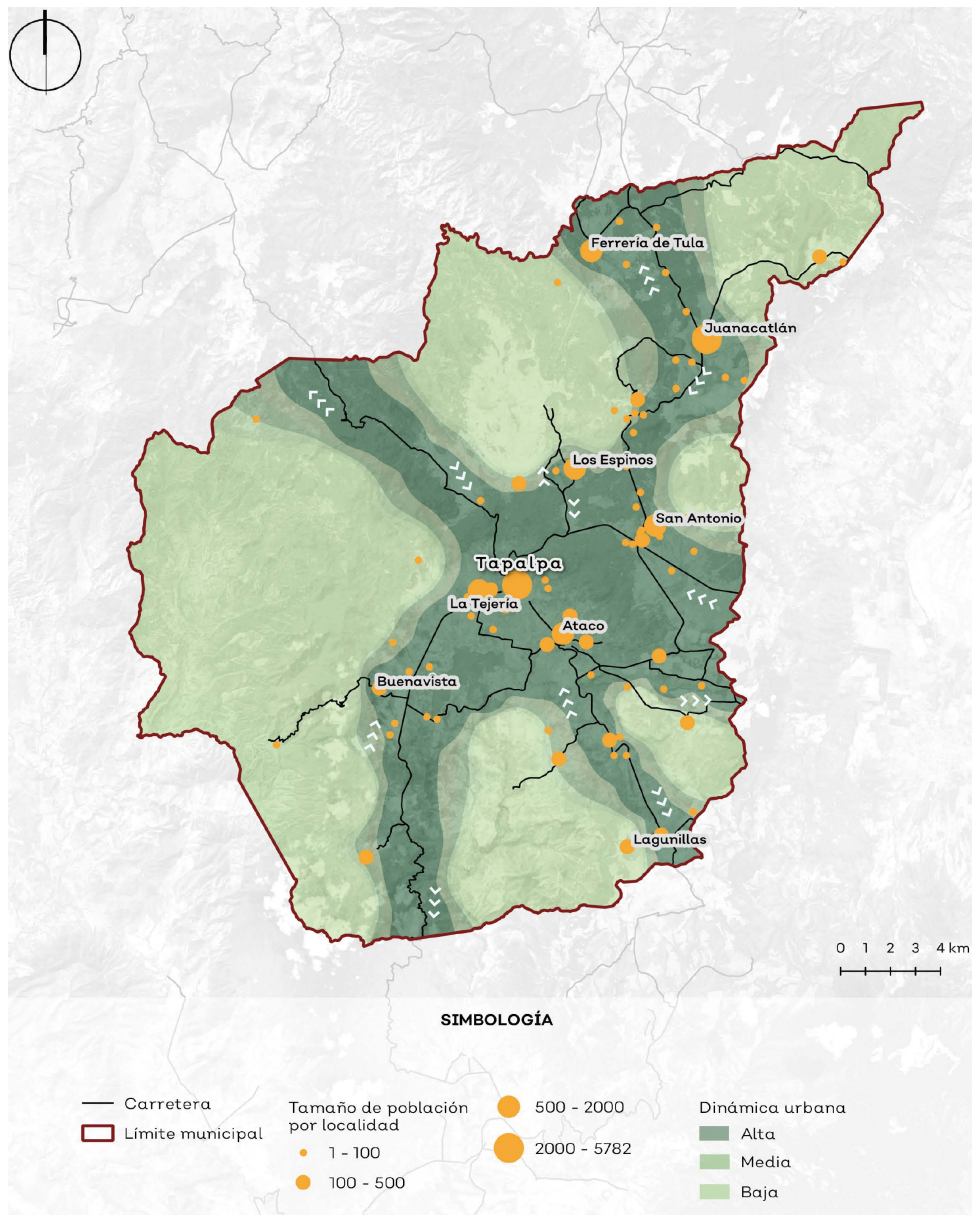 Ferrería de Tula
Juanacatlán
Los Espinos
San Antonio
Tapalpa
La Tejería
Ataco
Buenavista
Lagunillas
0 1 2 3 4 km
SIMBOLOGÍA
Carretera
Límite municipal
Tamaño de población
por localidad
1 - 100
100 - 500
500 - 2000
2000 - 5782
Dinámica urbana
Alta
Media
Baja